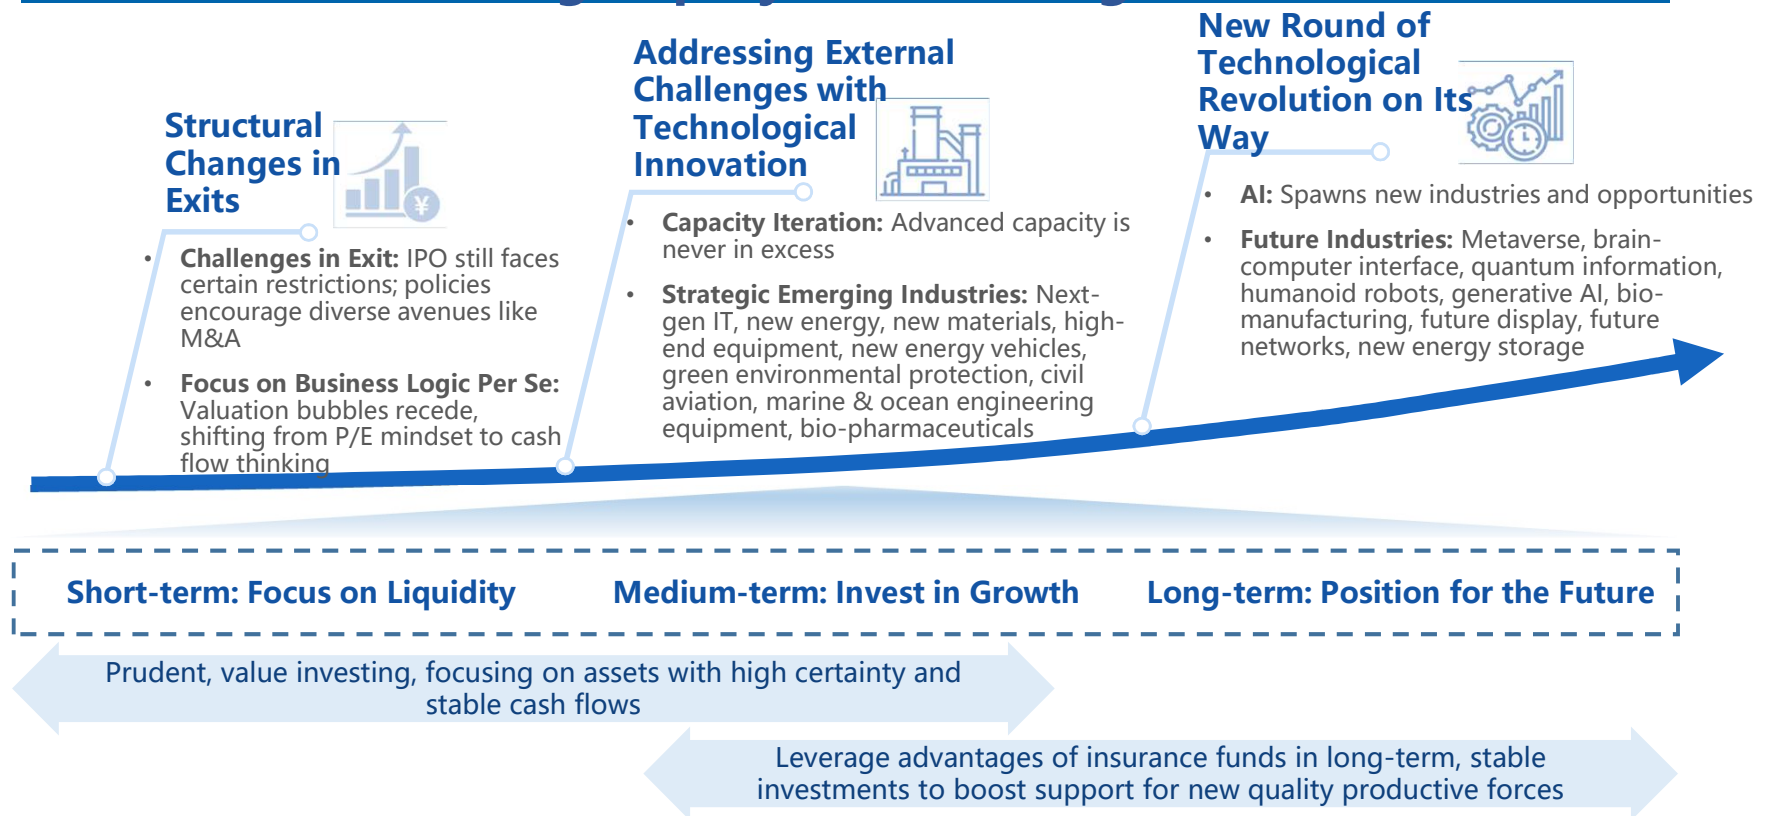 Structural
Changes in
Exits
¥
• Challenges in Exit: IPO still faces
certain restrictions; policies
encourage diverse avenues like
M&A
• Focus on Business Logic Per Se:
Valuation bubbles recede,
shifting from P/E mindset to cash
flow thinking
Addressing External
Challenges with
Technological
Innovation
• Capacity Iteration: Advanced capacity is
never in excess
• Strategic Emerging Industries: Next-
gen IT, new energy, new materials, high-
end equipment, new energy vehicles,
green environmental protection, civil
aviation, marine & ocean engineering
equipment, bio-pharmaceuticals
New Round of
Technological
Revolution on Its
Way
• AI: Spawns new industries and opportunities
• Future Industries: Metaverse, brain-
computer interface, quantum information,
humanoid robots, generative AI, bio-
manufacturing, future display, future
networks, new energy storage
Short-term: Focus on Liquidity
Medium-term: Invest in Growth
Long-term: Position for the Future
Prudent, value investing, focusing on assets with high certainty and
stable cash flows
Leverage advantages of insurance funds in long-term, stable
investments to boost support for new quality productive forces